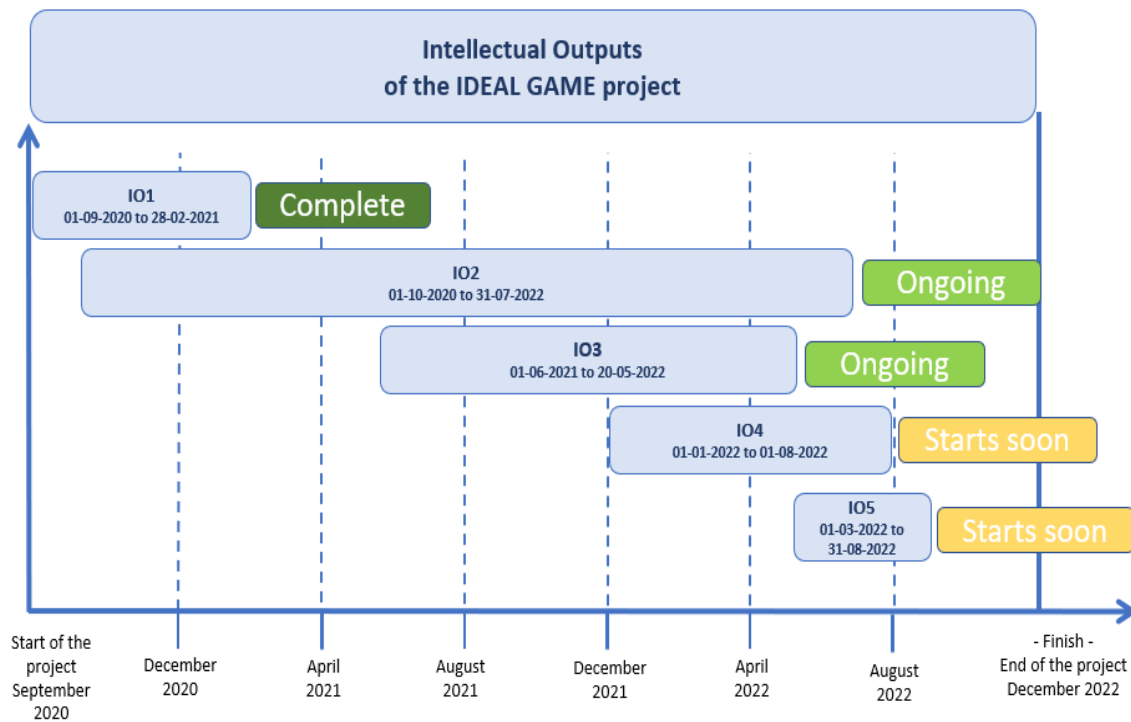 Intellectual Outputs
of the IDEAL GAME project
IO1
01-09-2020 to 28-02-2021
Complete
IO2
01-10-2020 to 31-07-2022
Ongoing
IO3
01-06-2021 to 20-05-2022
Ongoing
IO4
01-01-2022 to 01-08-2022
Starts soon
IO5
01-03-2022 to
31-08-2022
Starts soon
Start of the
project
September
2020
December
2020
April
2021
August
2021
December
2021
April
2022
August
2022
- Finish -
End of the project
December 2022